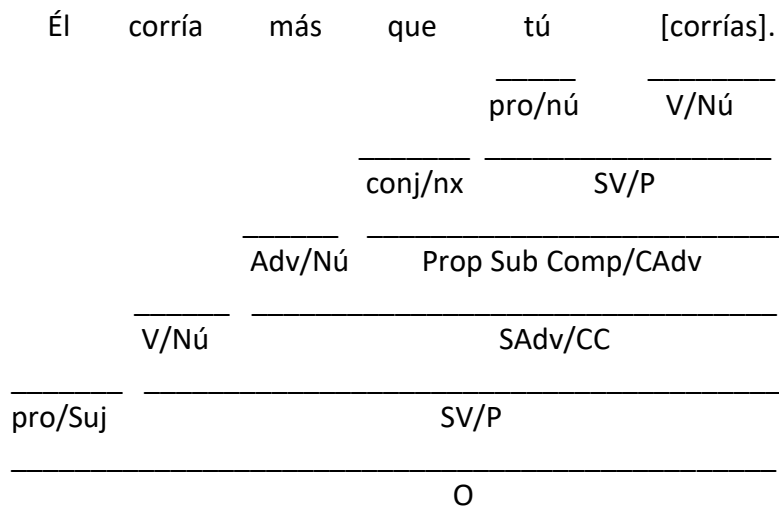 Él corría más que tú [corrías].
pro/nú V/Nú
conj/nx SV/P
Adv/Nú Prop Sub Comp/CAdv
V/Nú SAdv/CC
pro/Suj SV/P
O